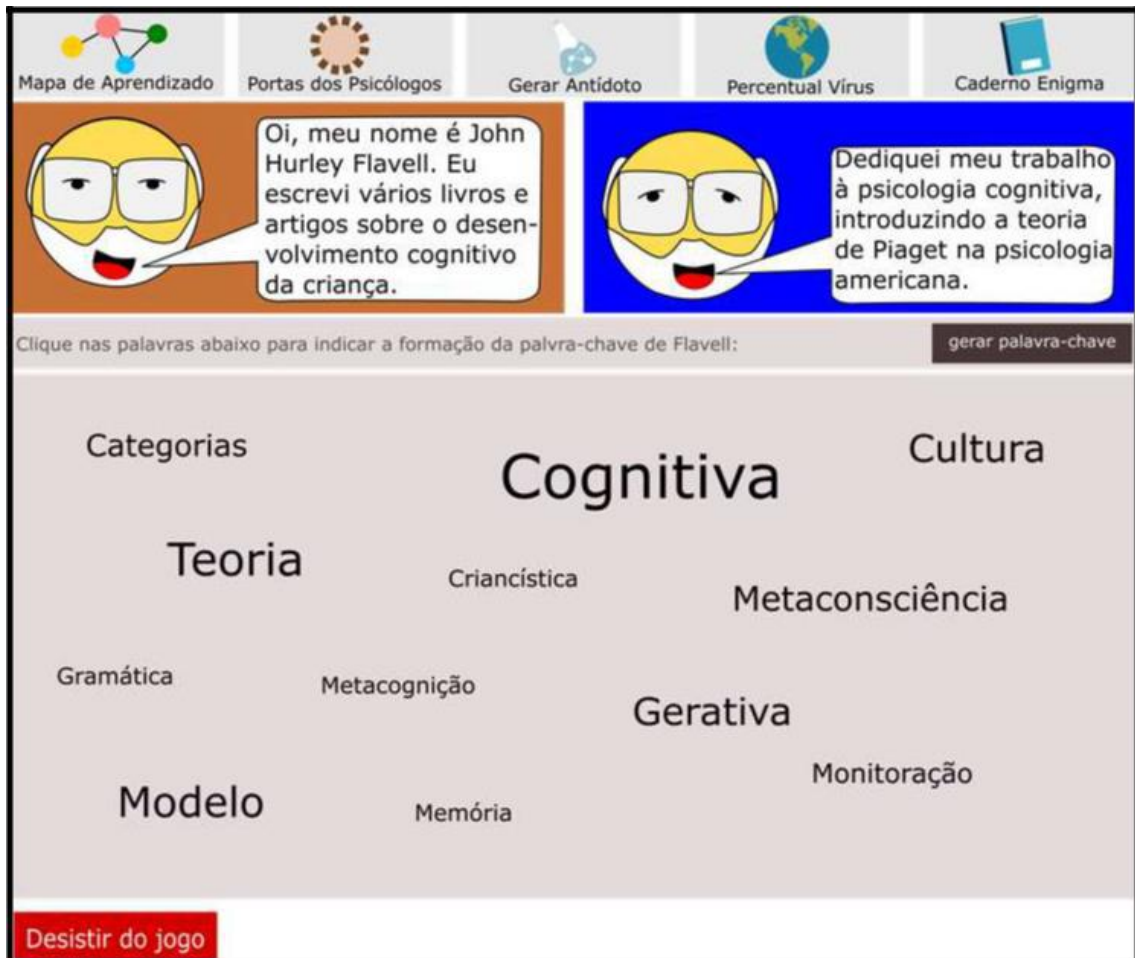 Mapa de Aprendizado
Portas dos Psicólogos
Gerar Antídoto
Percentual Vírus
Caderno Enigma
Oi, meu nome é John
Hurley Flavell. Eu
escrevi vários livros e
artigos sobre o desen-
volvimento cognitivo
da criança.
Dediquei meu trabalho
à psicologia cognitiva,
introduzindo a teoria
de Piaget na psicologia
americana.
Clique nas palavras abaixo para indicar a formação da palvra-chave de Flavell:
gerar palavra-chave
Categorias
Cognitiva
Cultura
Teoria
Criancística
Metaconsciência
Gramática
Metacognição
Gerativa
Monitoração
Modelo
Memória
Desistir do jogo